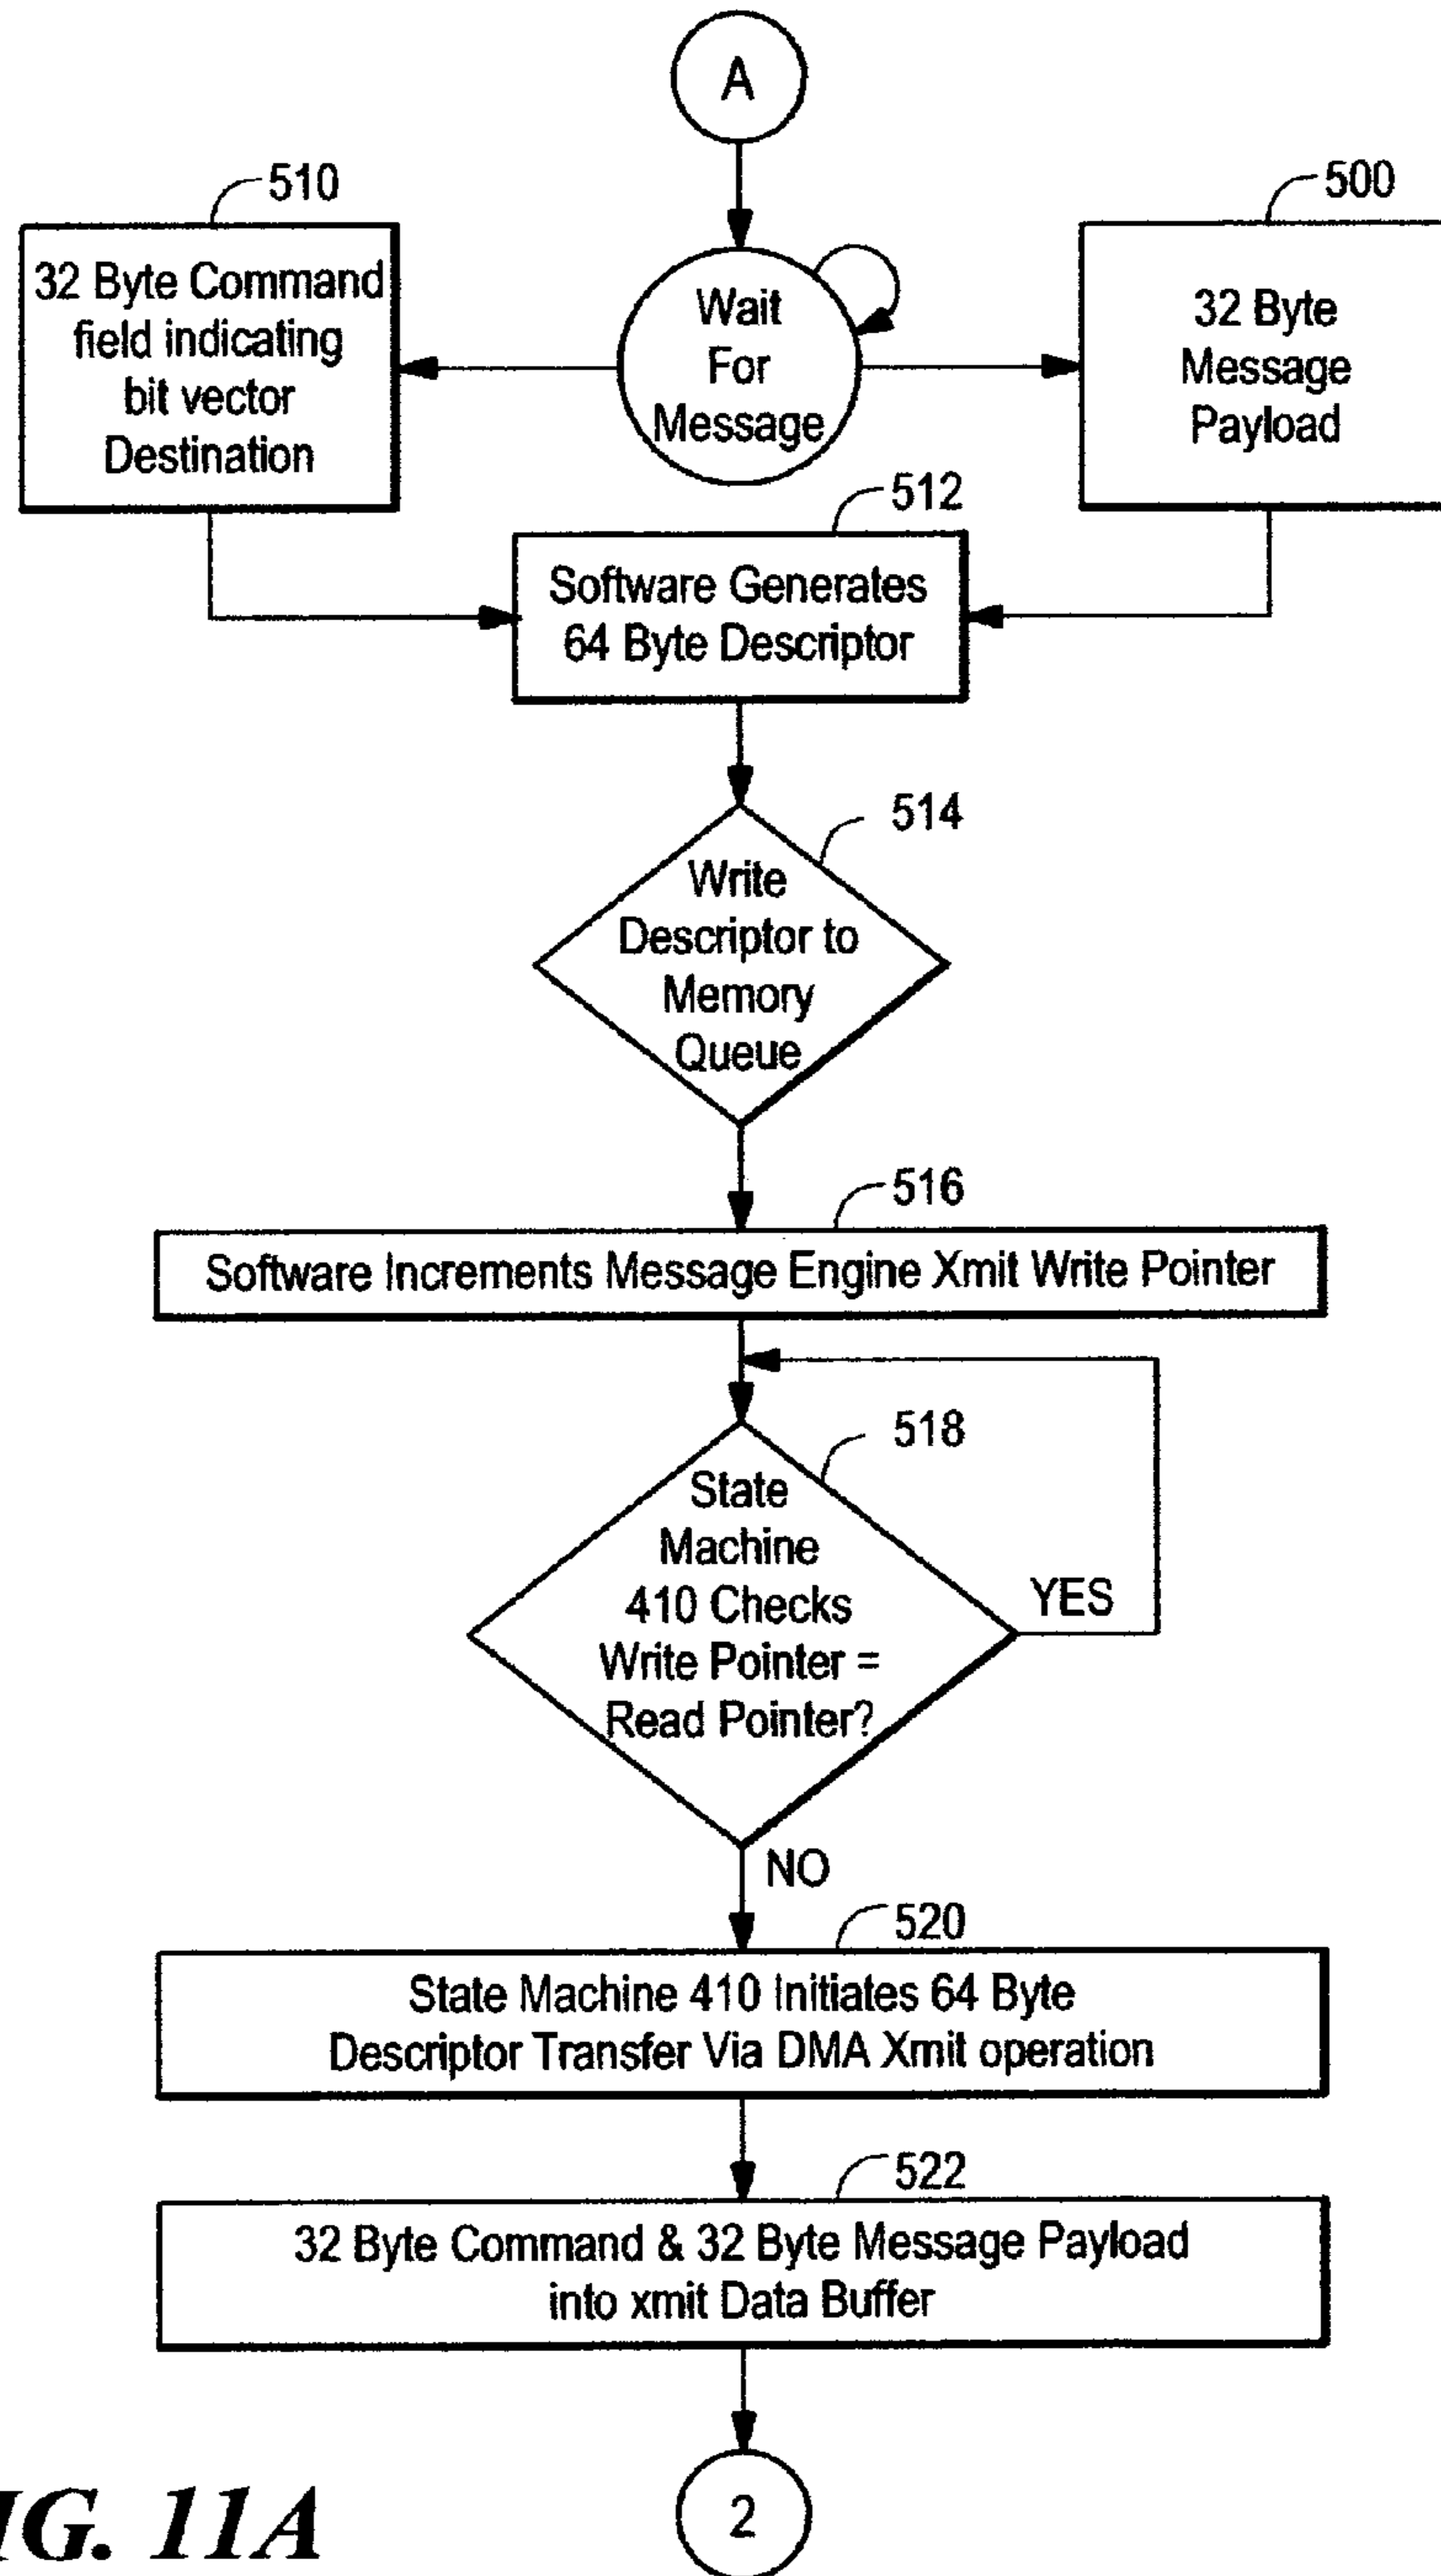 A
510
500
32 Byte Command
field indicating
bit vector
Destination
Wait
For
Message
32 Byte
Message
Payload
512
Software Generates
64 Byte Descriptor
514
Write
Descriptor to
Memory
Queue
516
Software Increments Message Engine Xmit Write Pointer
518
State
Machine
410 Checks
Write Pointer =
Read Pointer?
YES
NO
520
State Machine 410 Initiates 64 Byte
Descriptor Transfer Via DMA Xmit operation
522
32 Byte Command & 32 Byte Message Payload
into xmit Data Buffer
2
IG. 11A